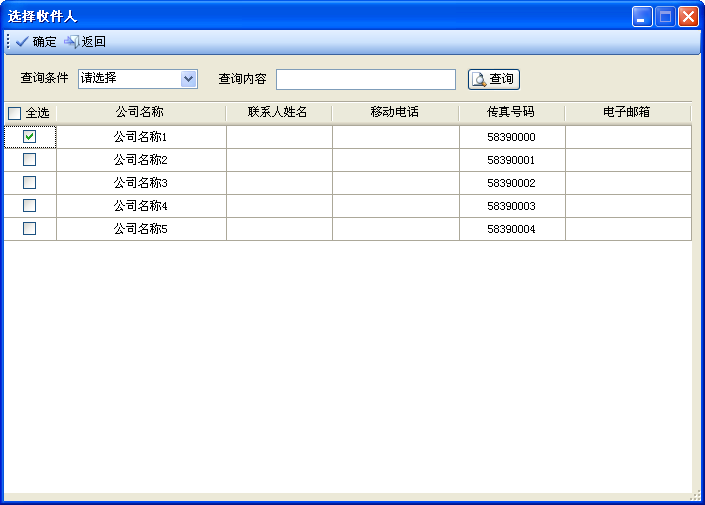 选择收件人
确定 返回
查询条件 请选择 查询内容 查询
全选 公司名称 联系人姓名 移动电话 传真号码 电子邮箱
公司名称1 58390000
公司名称2 58390001
公司名称3 58390002
公司名称4 58390003
公司名称5 58390004